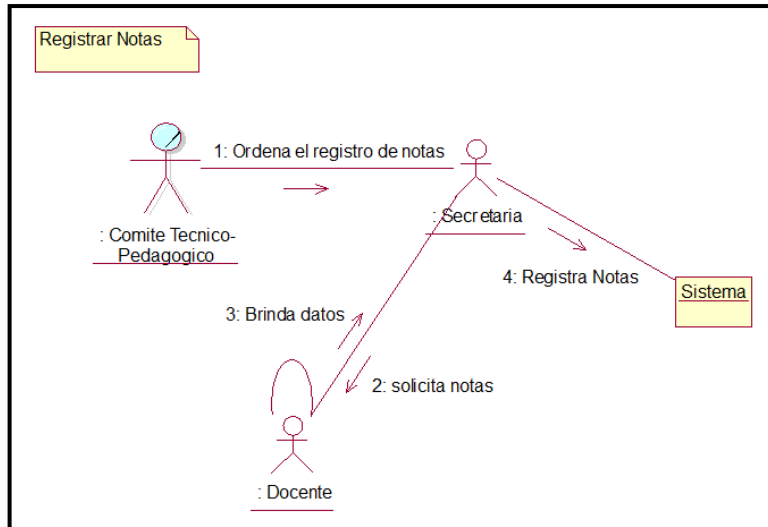 Registrar Notas
1: Ordena el registro de notas
: Comite Tecnico-
Pedagogico
: Secretaria
4: Registra Notas
Sistema
3: Brinda datos
2: solicita notas
: Docente